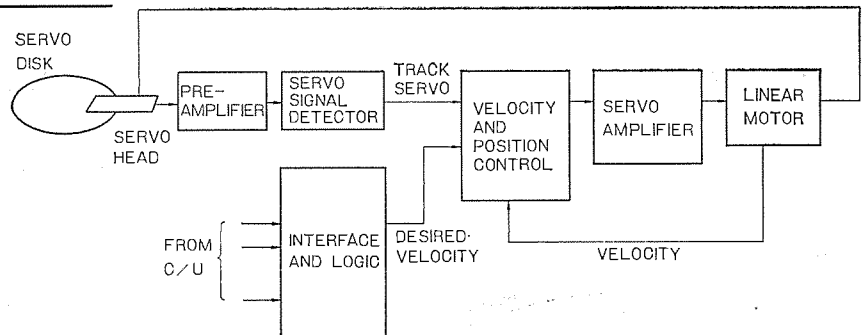 SERVO
DISK
PRE-
AMPLIFIER
SERVO
SIGNAL
DETECTOR
TRACK
SERVO
VELOCITY
AND
POSITION
CONTROL
SERVO
AMPLIFIER
LINEAR
MOTOR
SERVO
HEAD
FROM
C/U
INTERFACE
AND LOGIC
DESIRED-
VELOCITY
VELOCITY